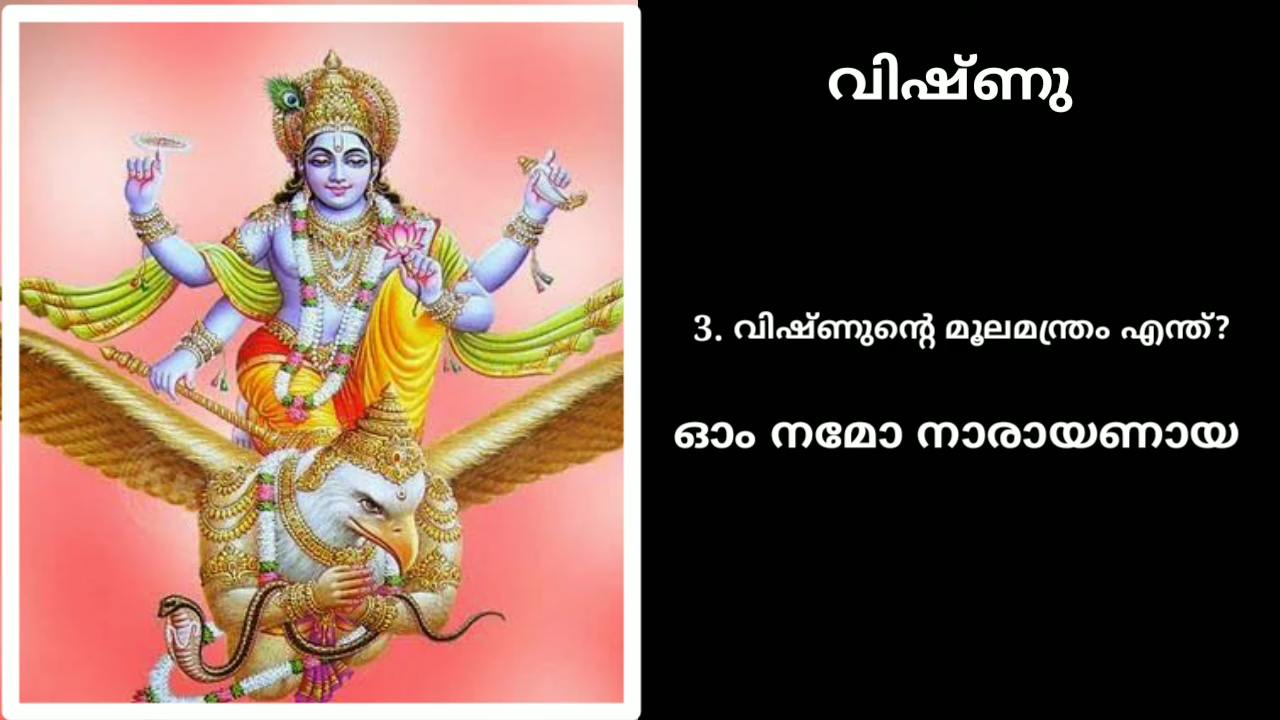 വിഷ്ണു
3. വിഷ്ണുന്റെ മൂലമന്ത്രം എന്ത്?
ഓം നമോ നാരായണായ